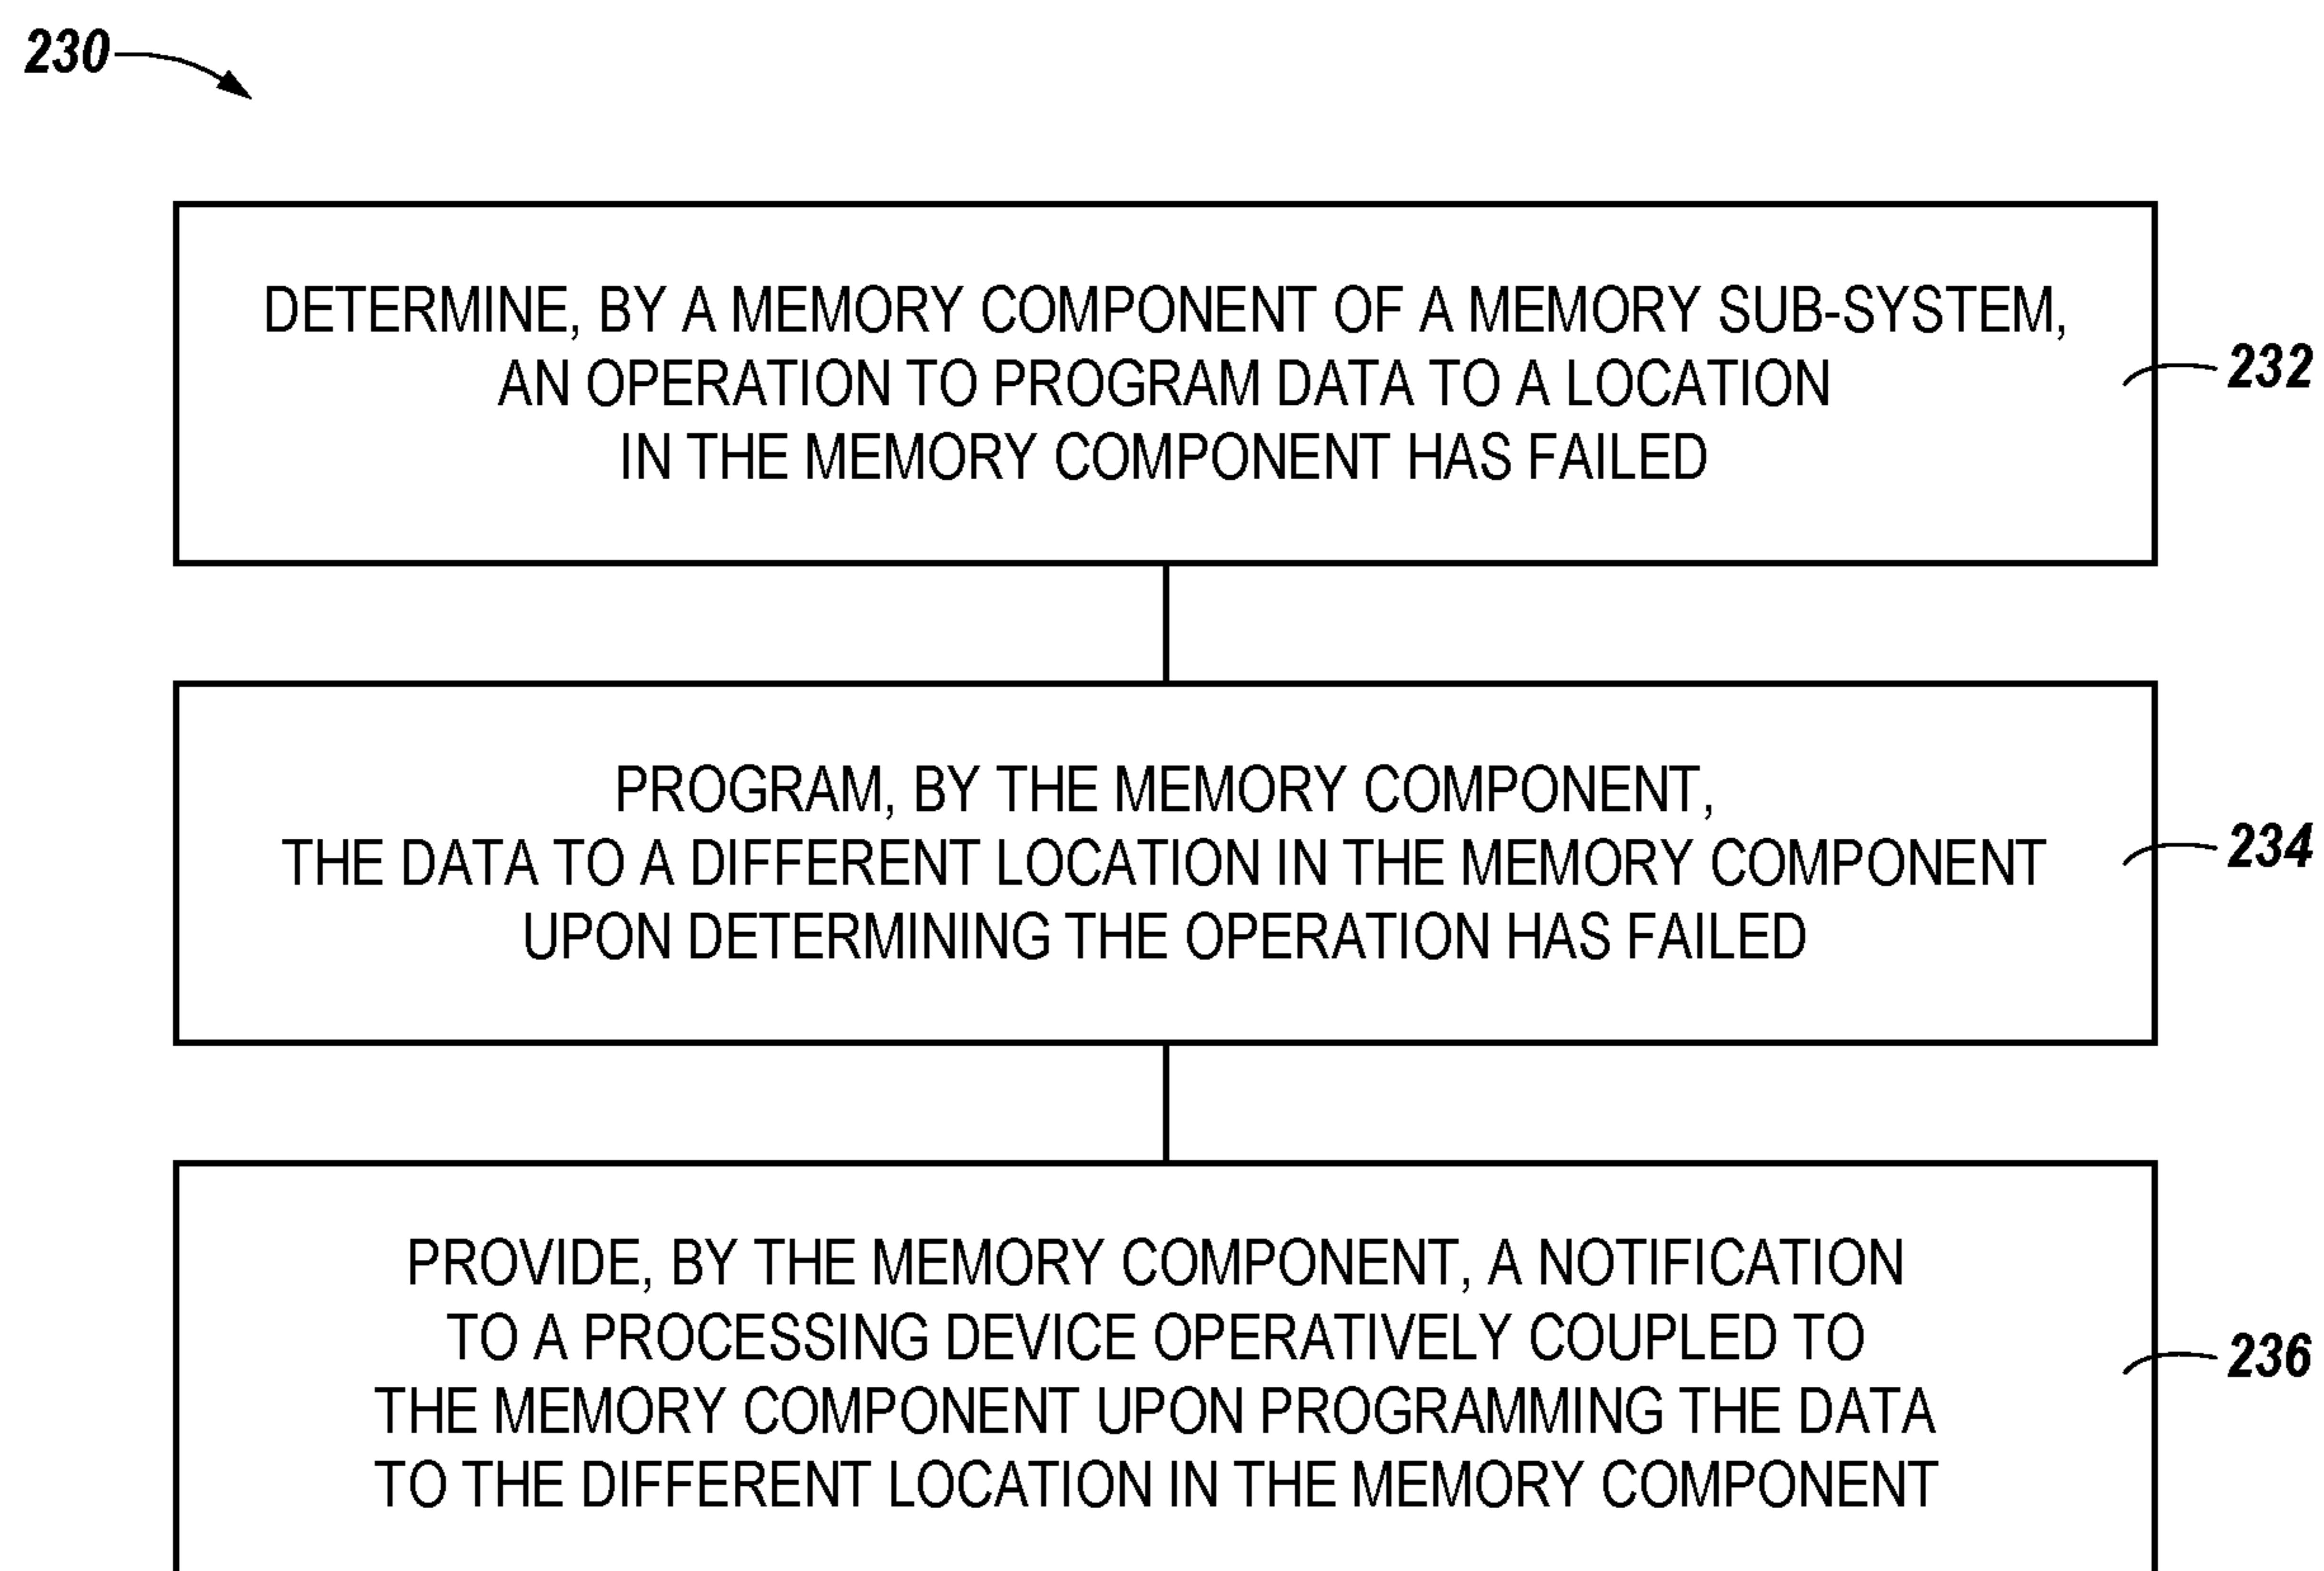 230
DETERMINE, BY A MEMORY COMPONENT OF A MEMORY SUB-SYSTEM,
AN OPERATION TO PROGRAM DATA TO A LOCATION
IN THE MEMORY COMPONENT HAS FAILED
232
PROGRAM, BY THE MEMORY COMPONENT,
THE DATA TO A DIFFERENT LOCATION IN THE MEMORY COMPONENT
UPON DETERMINING THE OPERATION HAS FAILED
234
PROVIDE, BY THE MEMORY COMPONENT, A NOTIFICATION
TO A PROCESSING DEVICE OPERATIVELY COUPLED TO
THE MEMORY COMPONENT UPON PROGRAMMING THE DATA
TO THE DIFFERENT LOCATION IN THE MEMORY COMPONENT
236